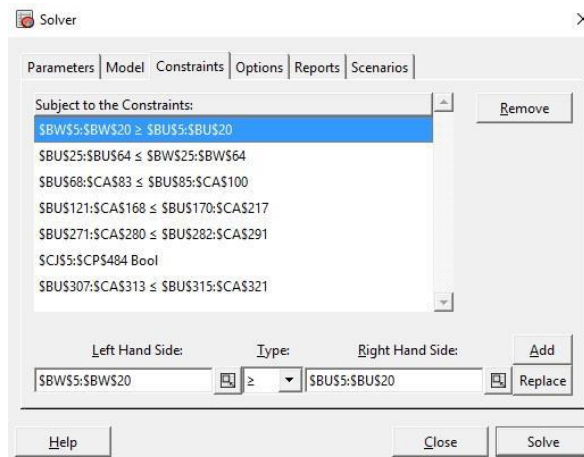 Solver
Parameters Model Constraints Options Reports Scenarios
Subject to the Constraints:
Remove
$BW$5:$BW$20 ≥ $BU$5:$BU$20
$BU$25:$BU$64 ≤ $BW$25:$BW$64
$BU$68:$CA$83 ≤ $BU$85:$CA$100
$BU$121:$CA$168 ≤ $BU$170:$CA$217
$BU$271:$CA$280 ≤ $BU$282:$CA$291
$CJ$5:$CP$484 Bool
$BU$307:$CA$313 ≤ $BU$315:$CA$321
Left Hand Side: Type: Right Hand Side: Add
$BW$5:$BW$20 ≥ $BU$5:$BU$20 Replace
Help Close Solve